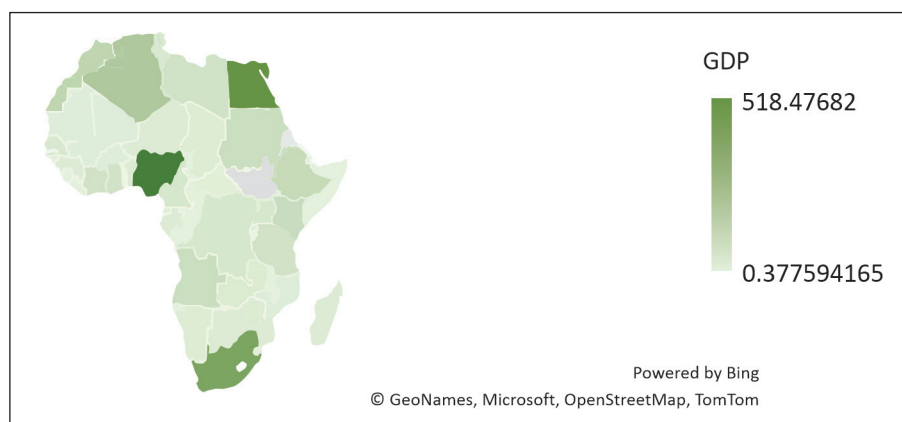 GDP
518.47682
0.377594165
Powered by Bing
© GeoNames, Microsoft, OpenStreetMap, TomTom